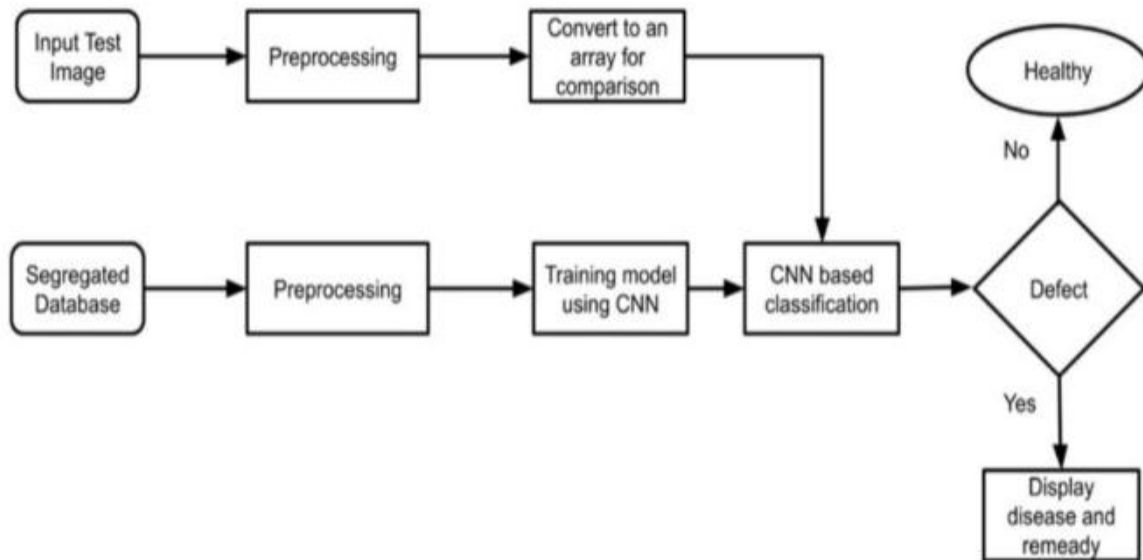 Input Test
Image
Preprocessing
Convert to an
array for
comparison
Healthy
No
Segregated
Database
Preprocessing
Training model
using CNN
CNN based
classification
Defect
Yes
Display
disease and
remeady